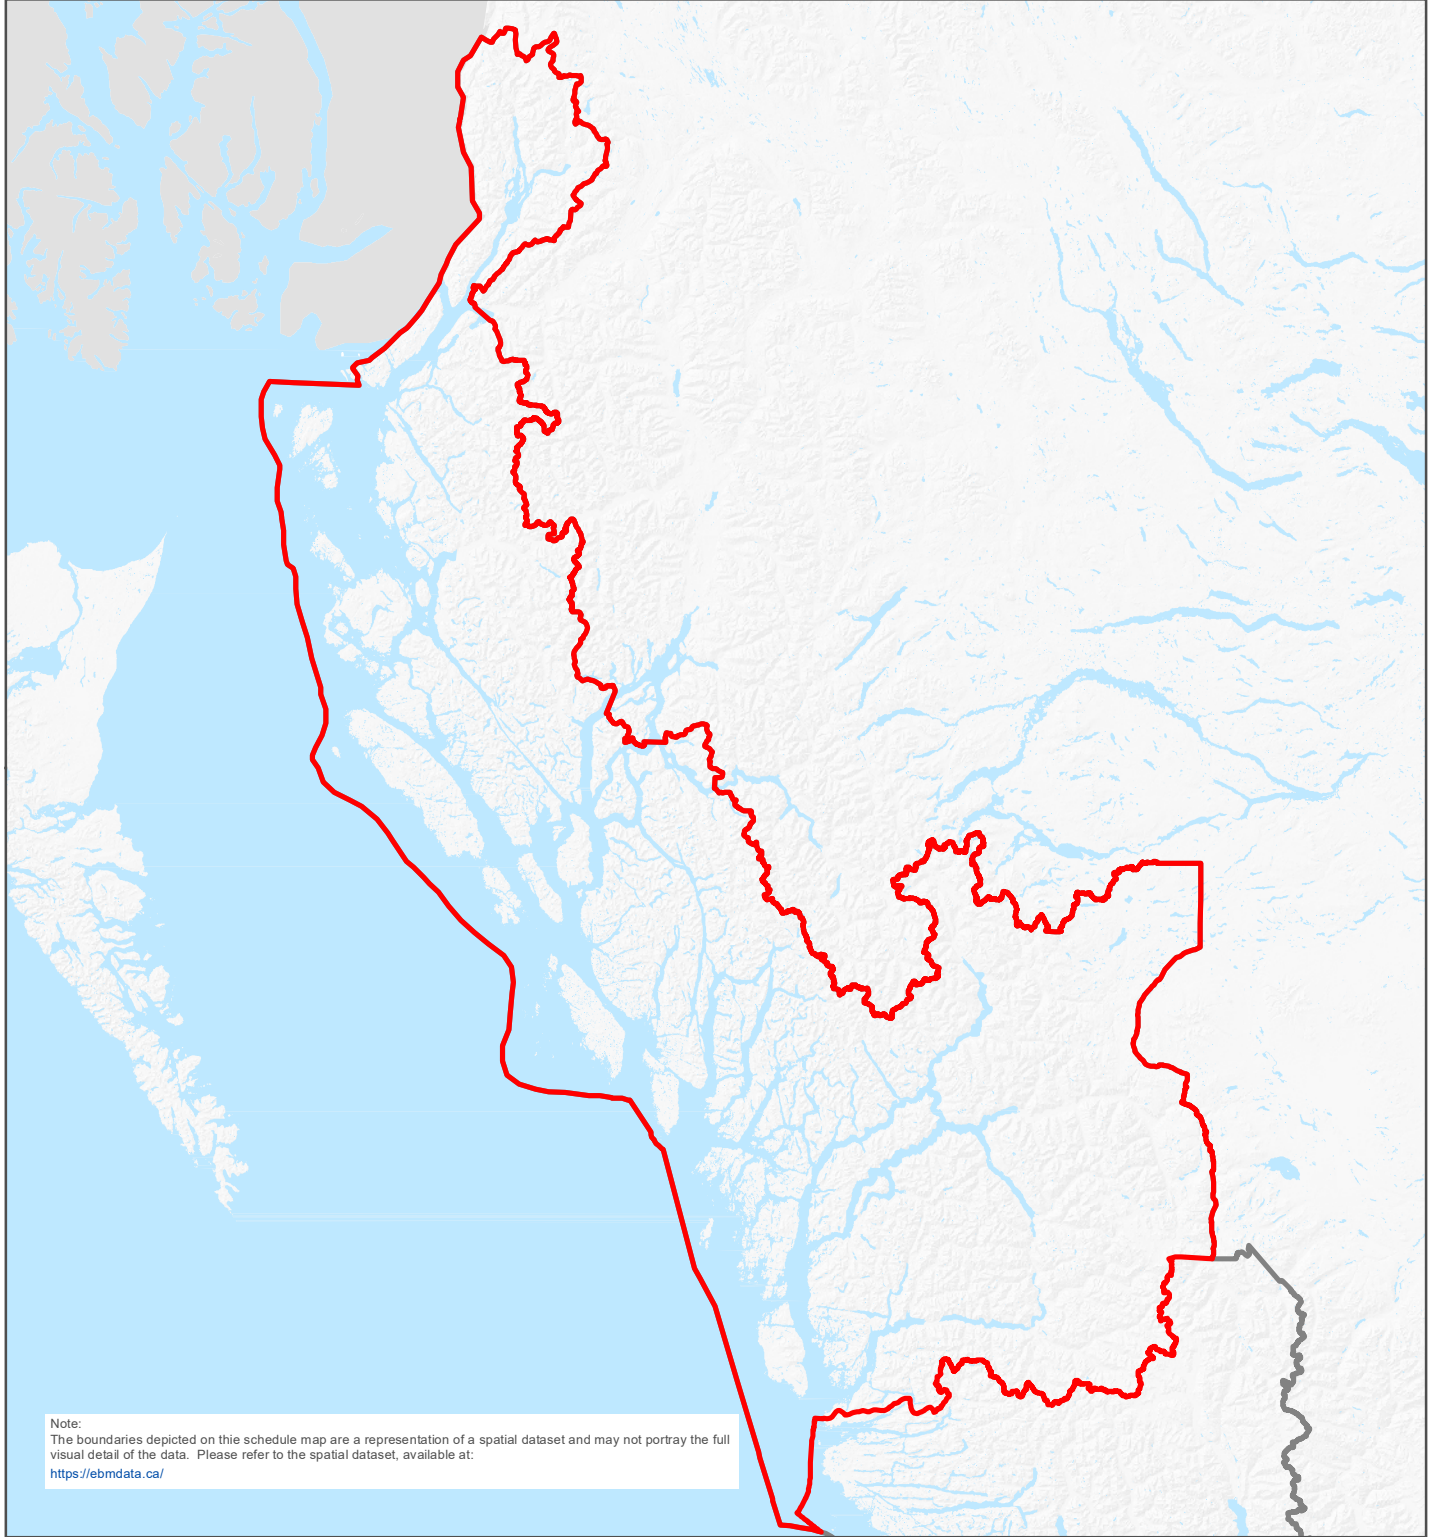 Note:
The boundaries depicted on thie schedule map are a representation of a spatial dataset and may not portray the full
visual detail of the data.  Please refer to the spatial dataset, available at:
https://ebmdata.ca/